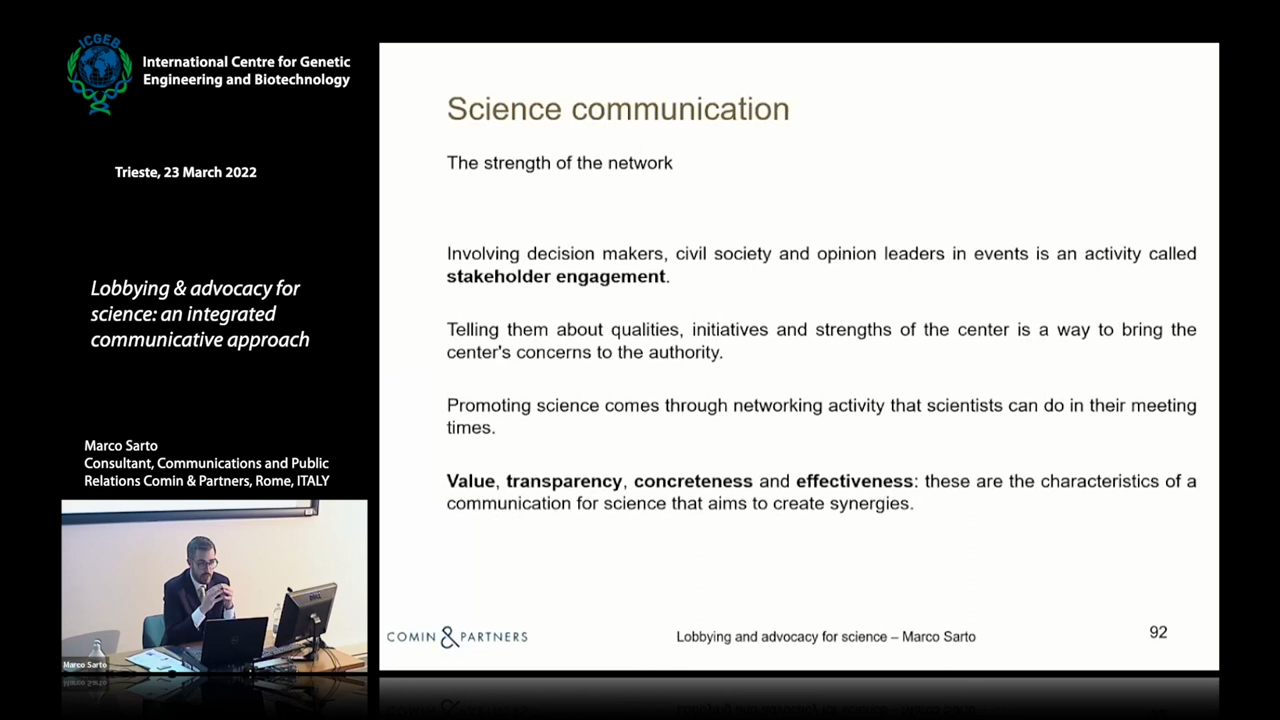 ICGEB
International Centre for Genetic
Engineering and Biotechnology
Trieste, 23 March 2022
Lobbying & advocacy for
science: an integrated
communicative approach
Marco Sarto
Consultant, Communications and Public
Relations Comin & Partners, Rome, ITALY
Marco Sarto
DELL
Science communication
The strength of the network
Involving decision makers, civil society and opinion leaders in events is an activity called
stakeholder engagement.
Telling them about qualities, initiatives and strengths of the center is a way to bring the
center's concerns to the authority.
Promoting science comes through networking activity that scientists can do in their meeting
times.
Value, transparency, concreteness and effectiveness: these are the characteristics of a
communication for science that aims to create synergies.
COMIN & PARTNERS
Lobbying and advocacy for science – Marco Sarto
92